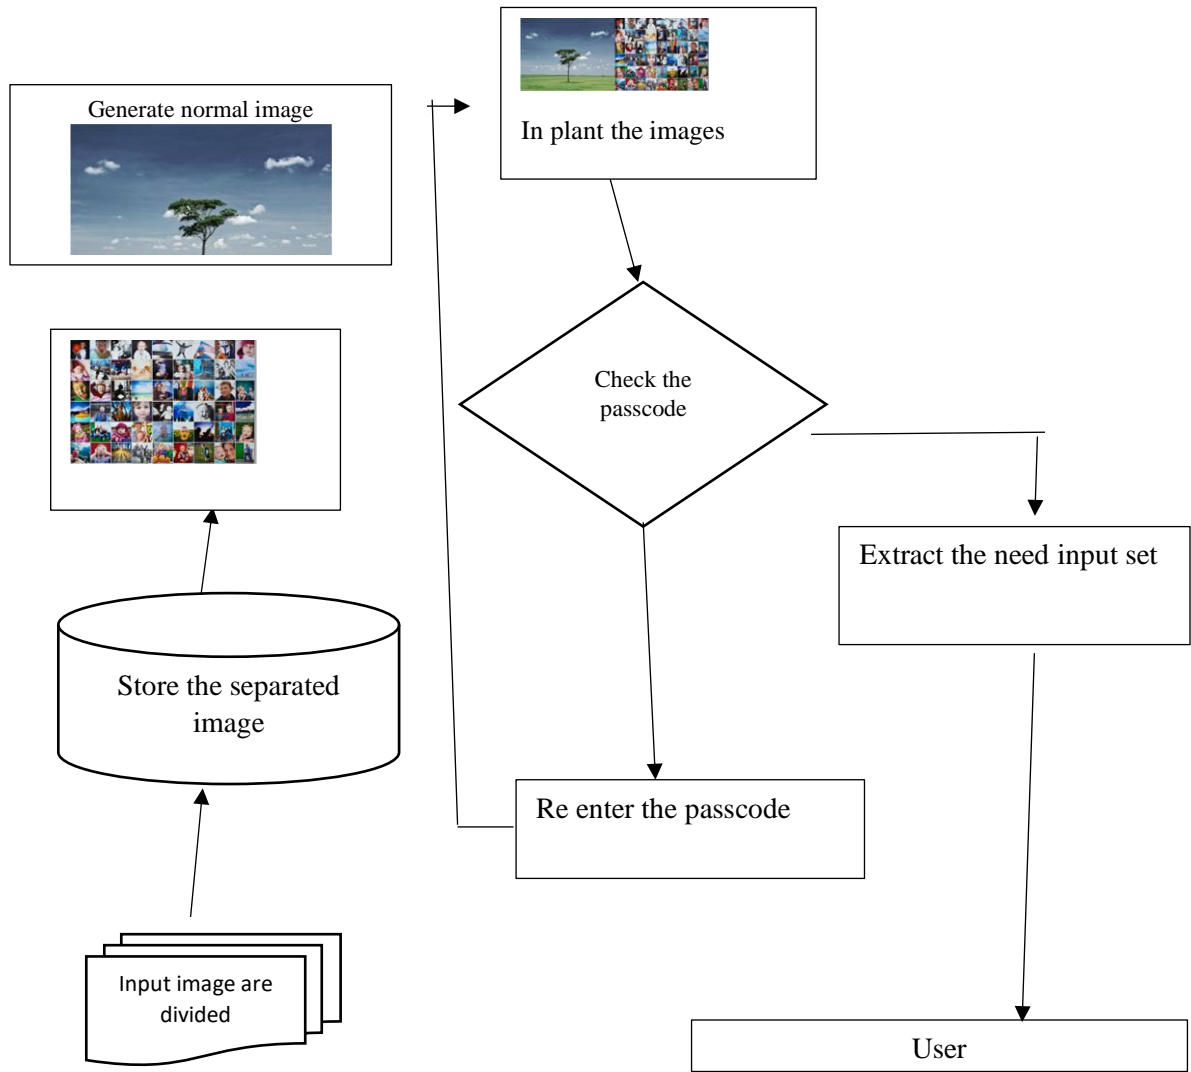 Generate normal image
In plant the images
Check the
passcode
Extract the need input set
Store the separated
image
Re enter the passcode
Input image are
divided
User